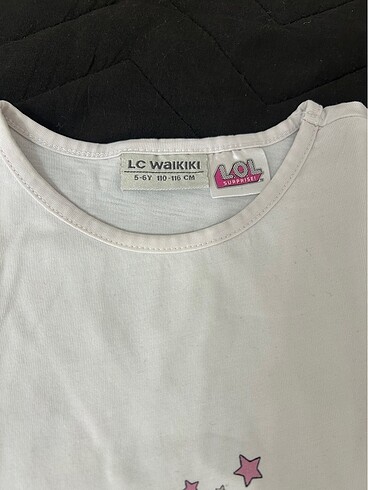 LC WAIKIKI
5-6Y 110-116 CM
L.O.L
SURPRISE!